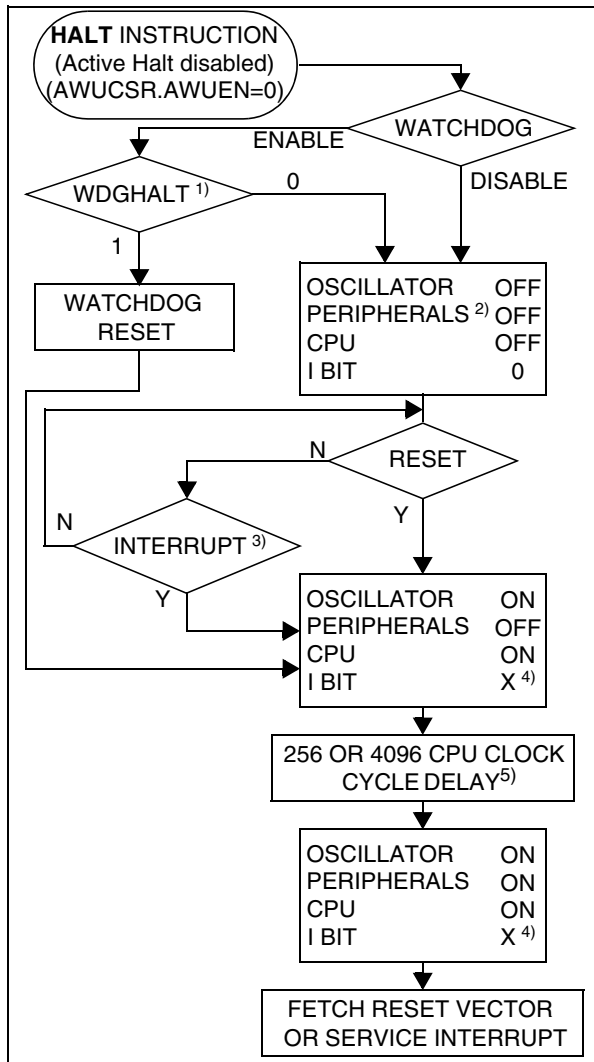 HALT INSTRUCTION
(Active Halt disabled)
(AWUCSR.AWUEN=0)
WATCHDOG
ENABLE
DISABLE
WDGHALT 1)
0
1
WATCHDOG
RESET
OSCILLATOR OFF
PERIPHERALS 2) OFF
CPU OFF
I BIT 0
RESET
N
Y
INTERRUPT 3)
N
Y
OSCILLATOR ON
PERIPHERALS OFF
CPU ON
I BIT X 4)
256 OR 4096 CPU CLOCK
CYCLE DELAY5)
OSCILLATOR ON
PERIPHERALS ON
CPU ON
I BIT X 4)
FETCH RESET VECTOR
OR SERVICE INTERRUPT